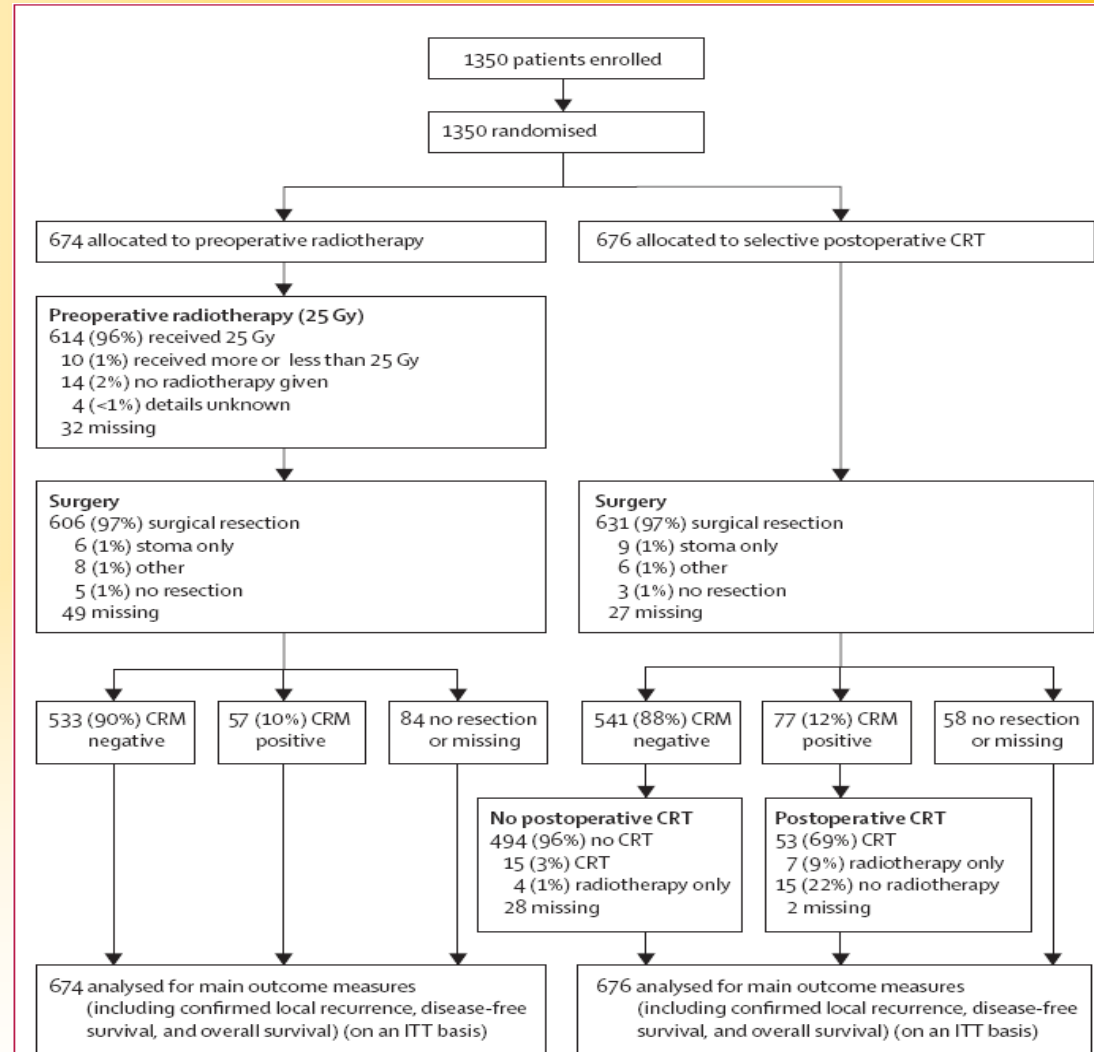 1350 patients enrolled
1350 randomised
674 allocated to preoperative radiotherapy
676 allocated to selective postoperative CRT
Preoperative radiotherapy (25 Gy)
614 (96%) received 25 Gy
10 (1%) received more or less than 25 Gy
14 (2%) no radiotherapy given
4 (<1%) details unknown
32 missing
Surgery
606 (97%) surgical resection
6 (1%) stoma only
8 (1%) other
5 (1%) no resection
49 missing
Surgery
631 (97%) surgical resection
9 (1%) stoma only
6 (1%) other
3 (1%) no resection
27 missing
533 (90%) CRM
negative
57 (10%) CRM
positive
84 no resection
or missing
541 (88%) CRM
negative
77 (12%) CRM
positive
58 no resection
or missing
No postoperative CRT
494 (96%) no CRT
15 (3%) CRT
4 (1%) radiotherapy only
28 missing
Postoperative CRT
53 (69%) CRT
7 (9%) radiotherapy only
15 (22%) no radiotherapy
2 missing
674 analysed for main outcome measures
(including confirmed local recurrence, disease-free
survival, and overall survival) (on an ITT basis)
676 analysed for main outcome measures
(including confirmed local recurrence, disease-free
survival, and overall survival) (on an ITT basis)